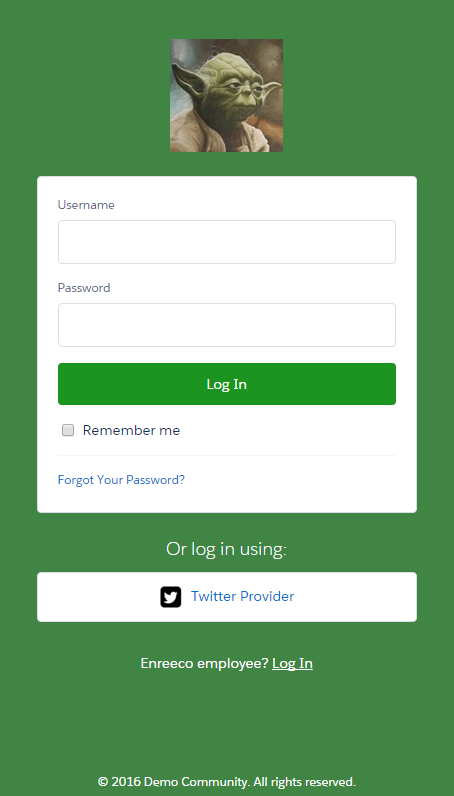 Username
Password
Log In
Remember me
Forgot Your Password?
Or log in using:
Twitter Provider
Enreeco employee? Log In
© 2016 Demo Community. All rights reserved.